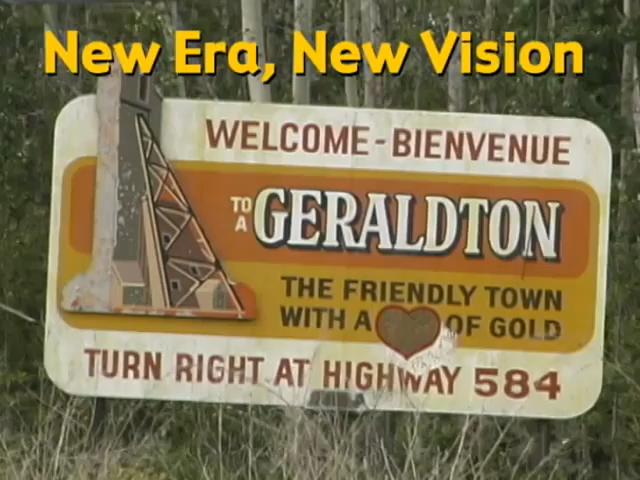 New Era, New Vision
WELCOME - BIENVENUE
TO A GERALDTON
THE FRIENDLY TOWN
WITH A OF GOLD
TURN RIGHT AT HIGHWAY 584